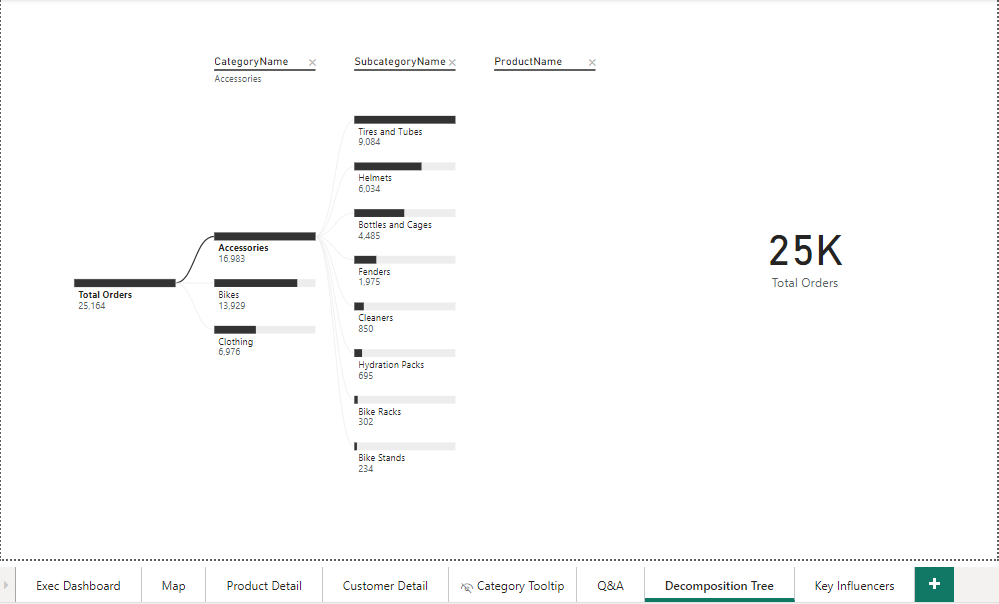 CategoryName ×
Accessories
SubcategoryName ×
ProductName ×
Total Orders
25,164
Accessories
16,983
Bikes
13,929
Clothing
6,976
Tires and Tubes
9,084
Helmets
6,034
Bottles and Cages
4,485
Fenders
1,975
Cleaners
850
Hydration Packs
695
Bike Racks
302
Bike Stands
234
25K
Total Orders
Exec Dashboard
Map
Product Detail
Customer Detail
Category Tooltip
Q&A
Decomposition Tree
Key Influencers
+